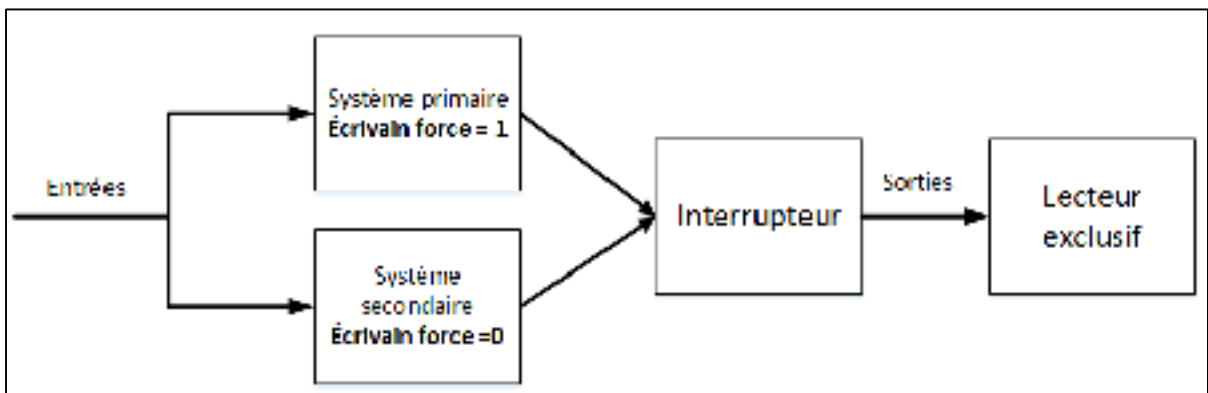 Entrées
Système primaire
Écrivain force = 1
Système
secondaire
Écrivain force =0
Interrupteur
Sorties
Lecteur
exclusif